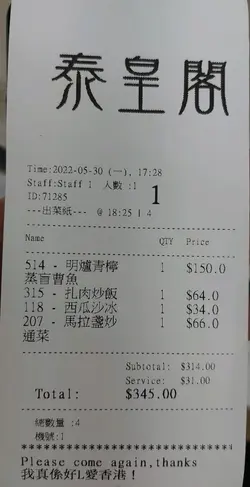 泰皇閣
Time:2022-05-30 (一), 17:28
Staff:Staff 1 人數 :1
1
ID:71285
---出菜紙--- @ 18:25 | 4
Name QTY Price
514 - 明爐青檸 1 $150.0
蒸盲曹魚
315 - 扎肉炒飯 1 $64.0
118 - 西瓜沙冰 1 $34.0
207 - 馬拉盞炒 1 $66.0
通菜
Subtotal: $314.00
Service: $31.00
Total: $345.00
總數量 :4
機號:1
Please come again,thanks
我真係好L愛香港！